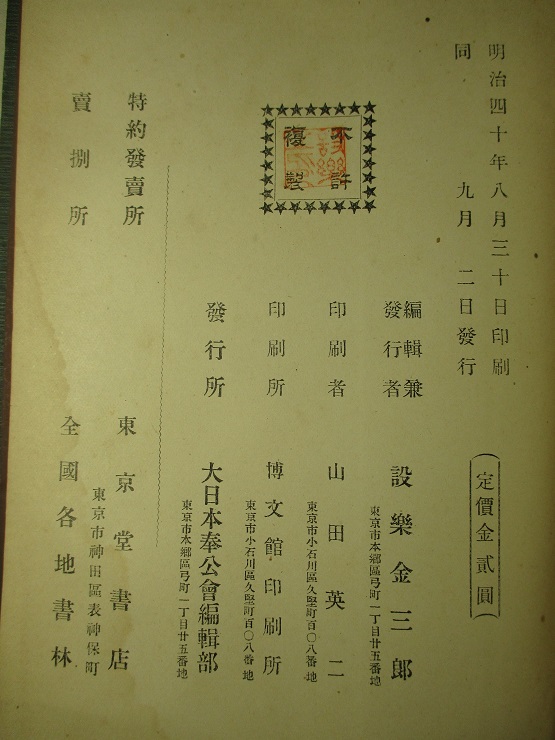 明治四十年八月三十日印刷
同　　　　九月　二日發行
（定價金貳圓）
不許
複製
編輯兼
發行者
設樂金三郎
東京市本鄕區弓町一丁目廿五番地
印刷者
山田英二
東京市小石川區久堅町百〇八番地
印刷所
博文館印刷所
東京市小石川區久堅町百〇八番地
發行所
大日本奉公會編輯部
東京市本鄕區弓町一丁目廿五番地
特約發賣所
東京堂書店
東京市神田區表神保町
賣捌所
全國各地書林